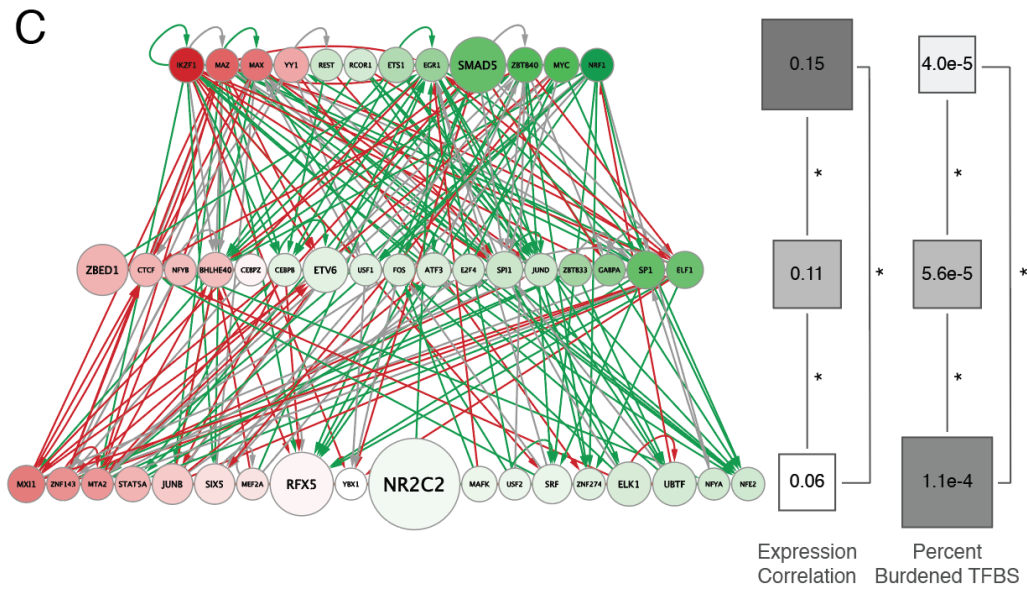 C
IKZF1 MAZ MAX YY1 REST RCOR1 ETS1 EGR1 SMAD5 ZBTB40 MYC NRF1
0.15 4.0e-5
* *
ZBED1 CTCF NFYB BHLHE40 CEBPZ CEBPB ETV6 USF1 FOS ATF3 E2F4 SPI1 JUND ZBTB33 GABPA SP1 ELF1
0.11 5.6e-5
* *
* *
MXI1 ZNF143 MTA2 STAT5A JUNB SIX5 MEF2A RFX5 YBX1 NR2C2 MAFK USF2 SRF ZNF274 ELK1 UBTF NFYA NFE2
0.06 1.1e-4
Expression Percent
Correlation Burdened TFBS